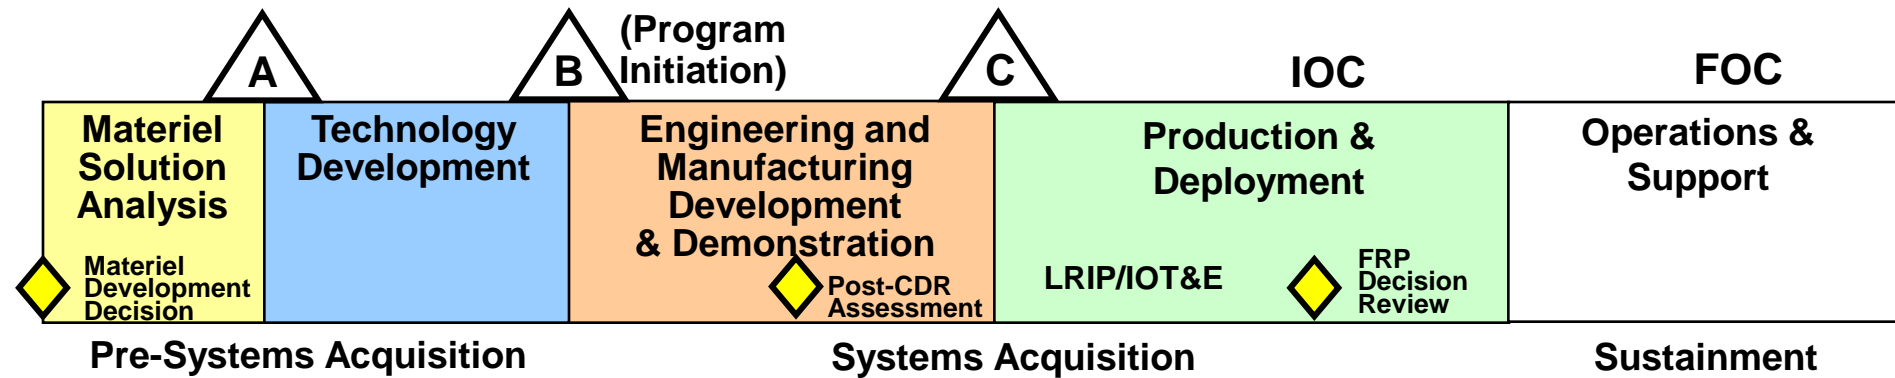 A
B
(Program
Initiation)
C
IOC
FOC
Materiel
Solution
Analysis
Technology
Development
Engineering and
Manufacturing
Development
& Demonstration
Production &
Deployment
Operations &
Support
Materiel
Development
Decision
Post-CDR
Assessment
LRIP/IOT&E
FRP
Decision
Review
Pre-Systems Acquisition
Systems Acquisition
Sustainment